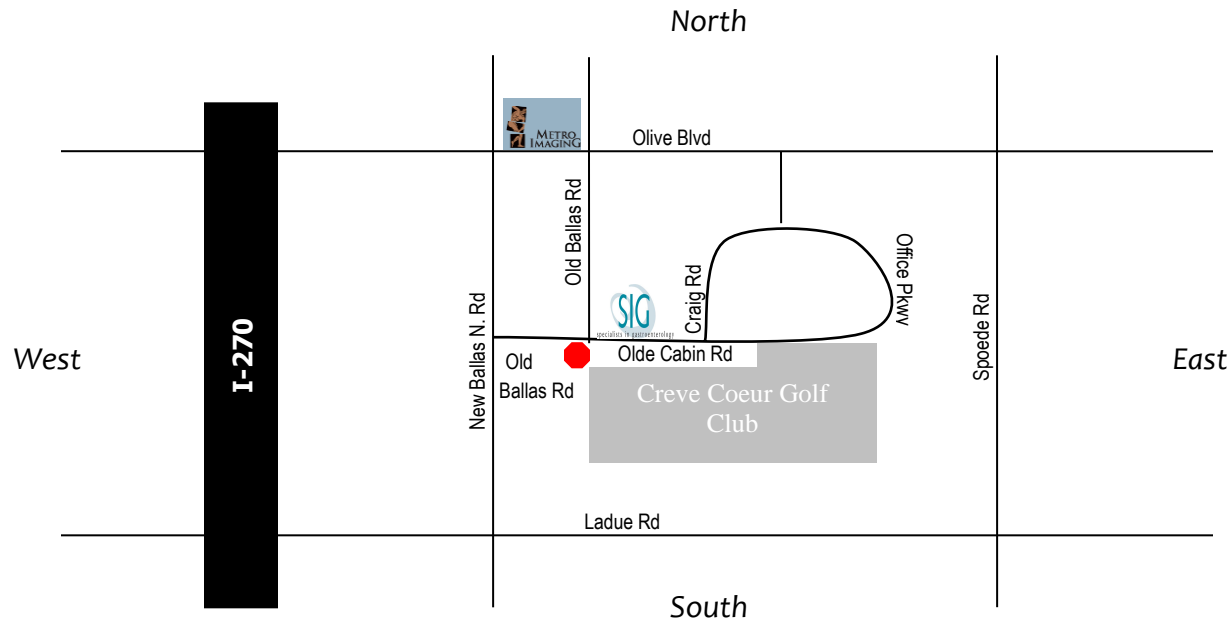 North
METRO
IMAGING
Olive Blvd
Old Ballas Rd
Craig Rd
Office Pkwy
SIG
specialists in gastroenterology
New Ballas N. Rd
Spoede Rd
I-270
West
East
Olde Cabin Rd
Old
Ballas Rd
Creve Coeur Golf
Club
Ladue Rd
South